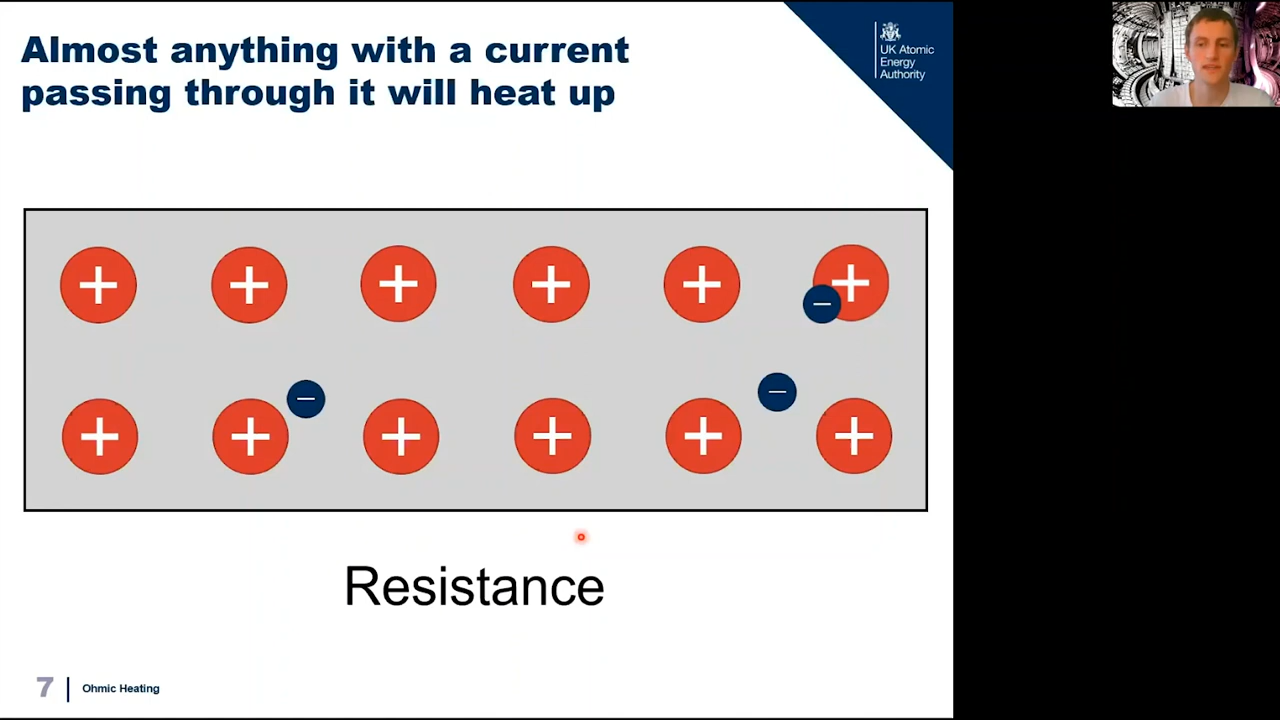 Almost anything with a current
passing through it will heat up
UK Atomic
Energy
Authority
+ + + + + +
−
− −
+ + + + + +
Resistance
7 Ohmic Heating